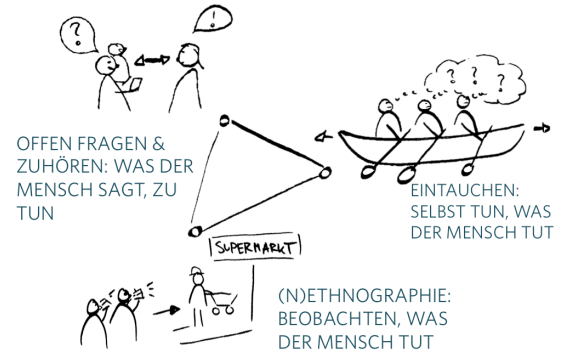 ?
!
OFFEN FRAGEN &
ZUHÖREN: WAS DER
MENSCH SAGT, ZU
TUN
? ? ?
EINTAUCHEN:
SELBST TUN, WAS
DER MENSCH TUT
SUPERMARKT
(N)ETHNOGRAPHIE:
BEOBACHTEN, WAS
DER MENSCH TUT